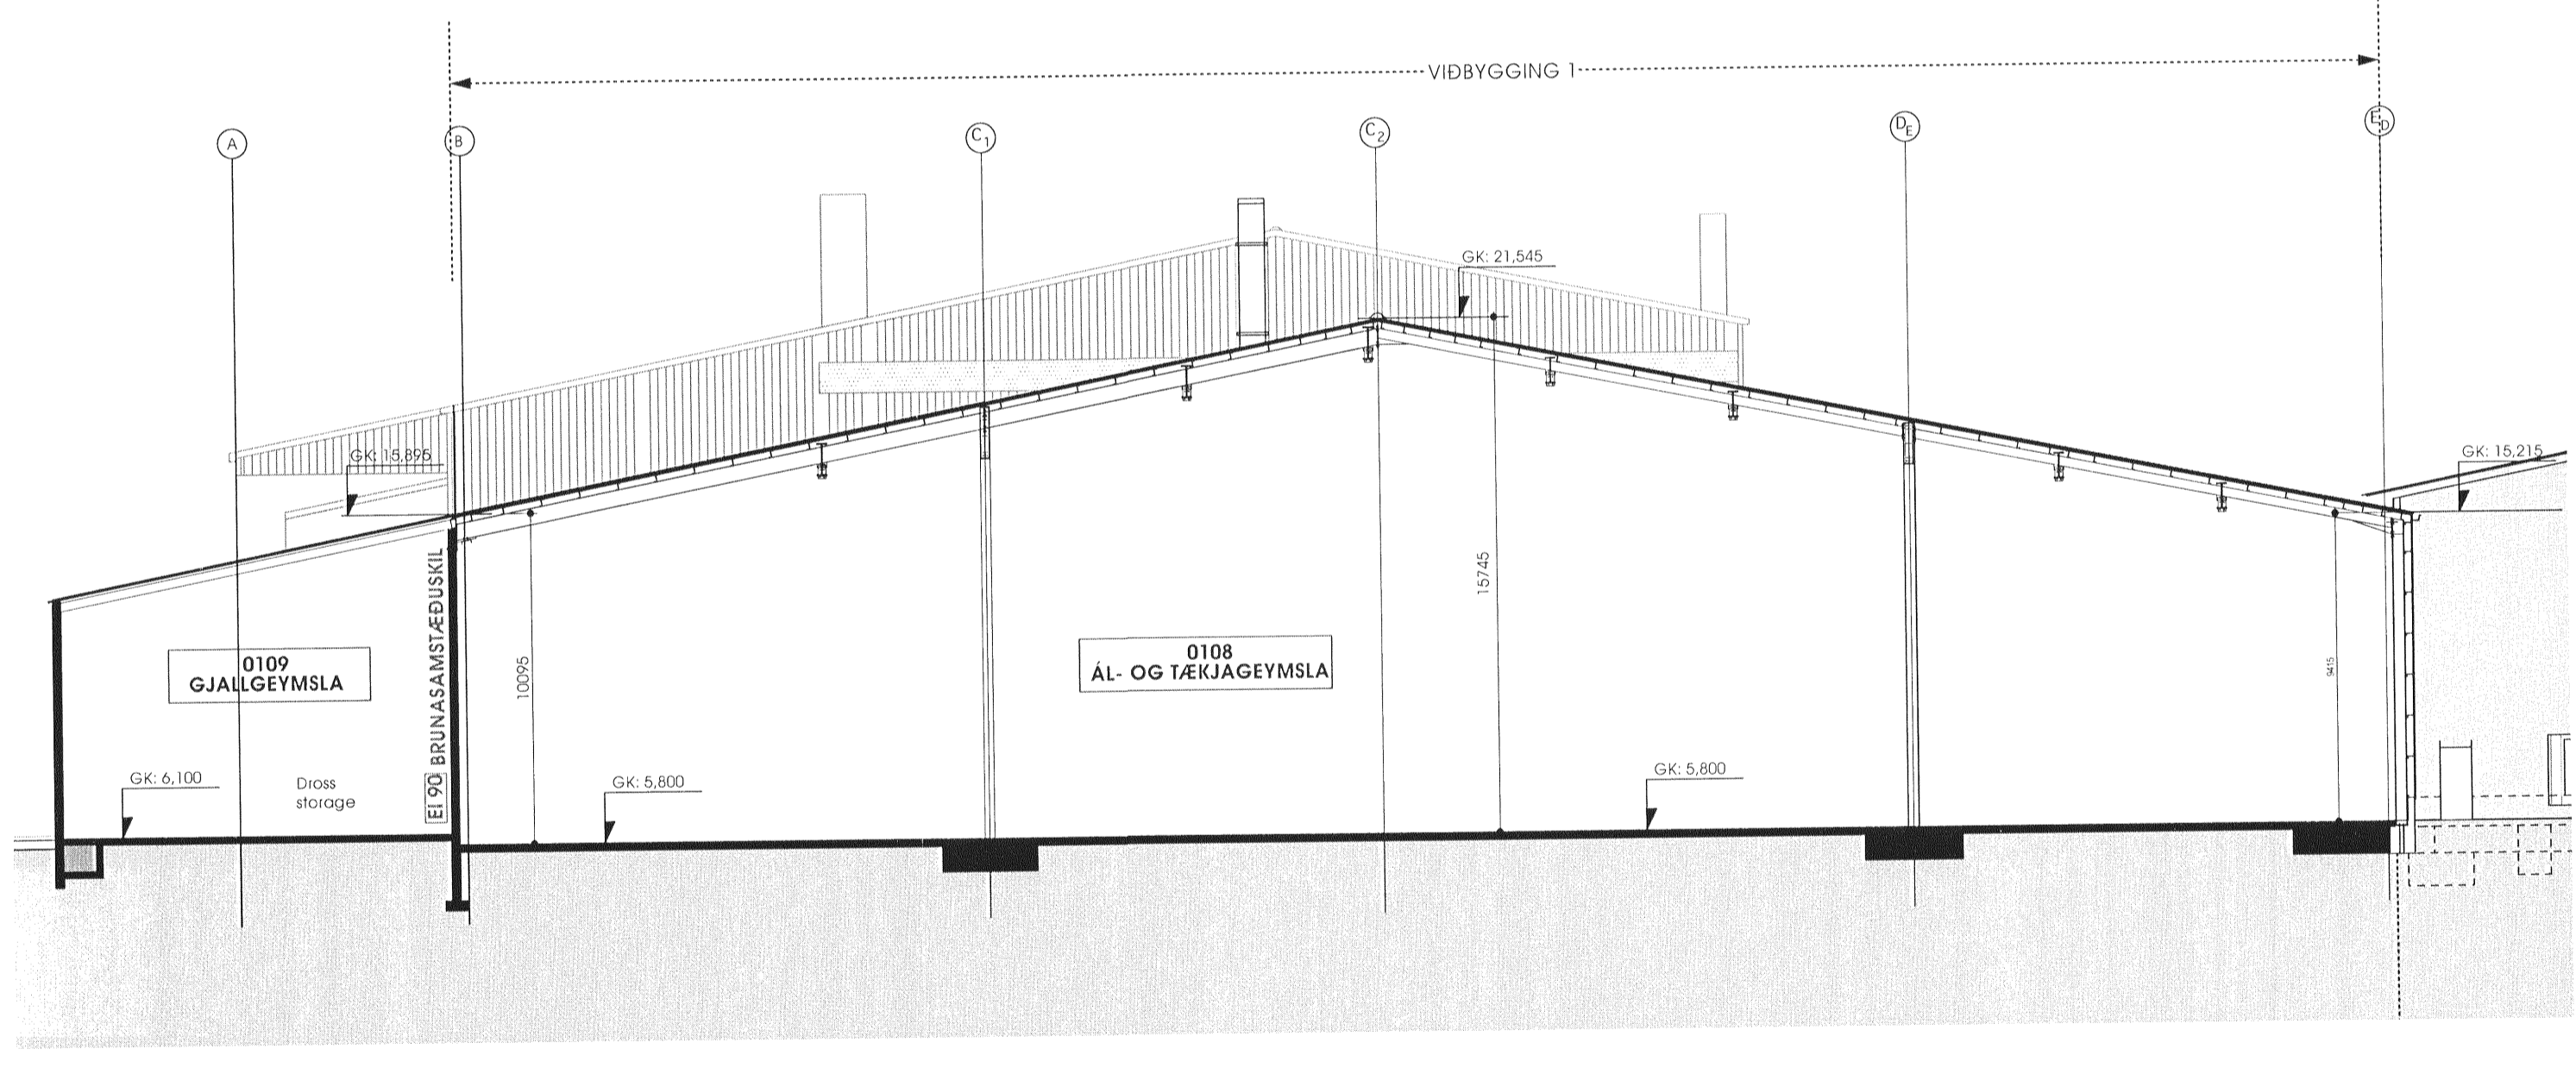 VIÐBYGGING 1
A
B
C1
C2
DE
ED
GK: 21,545
GK: 15,895
GK: 15,215
EI 90 BRUNASAMSTÆÐUSKIL
15745
10095
9415
0109
GJALLGEYMSLA
0108
ÁL- OG TÆKJAGEYMSLA
GK: 6,100
Dross
storage
GK: 5,800
GK: 5,800